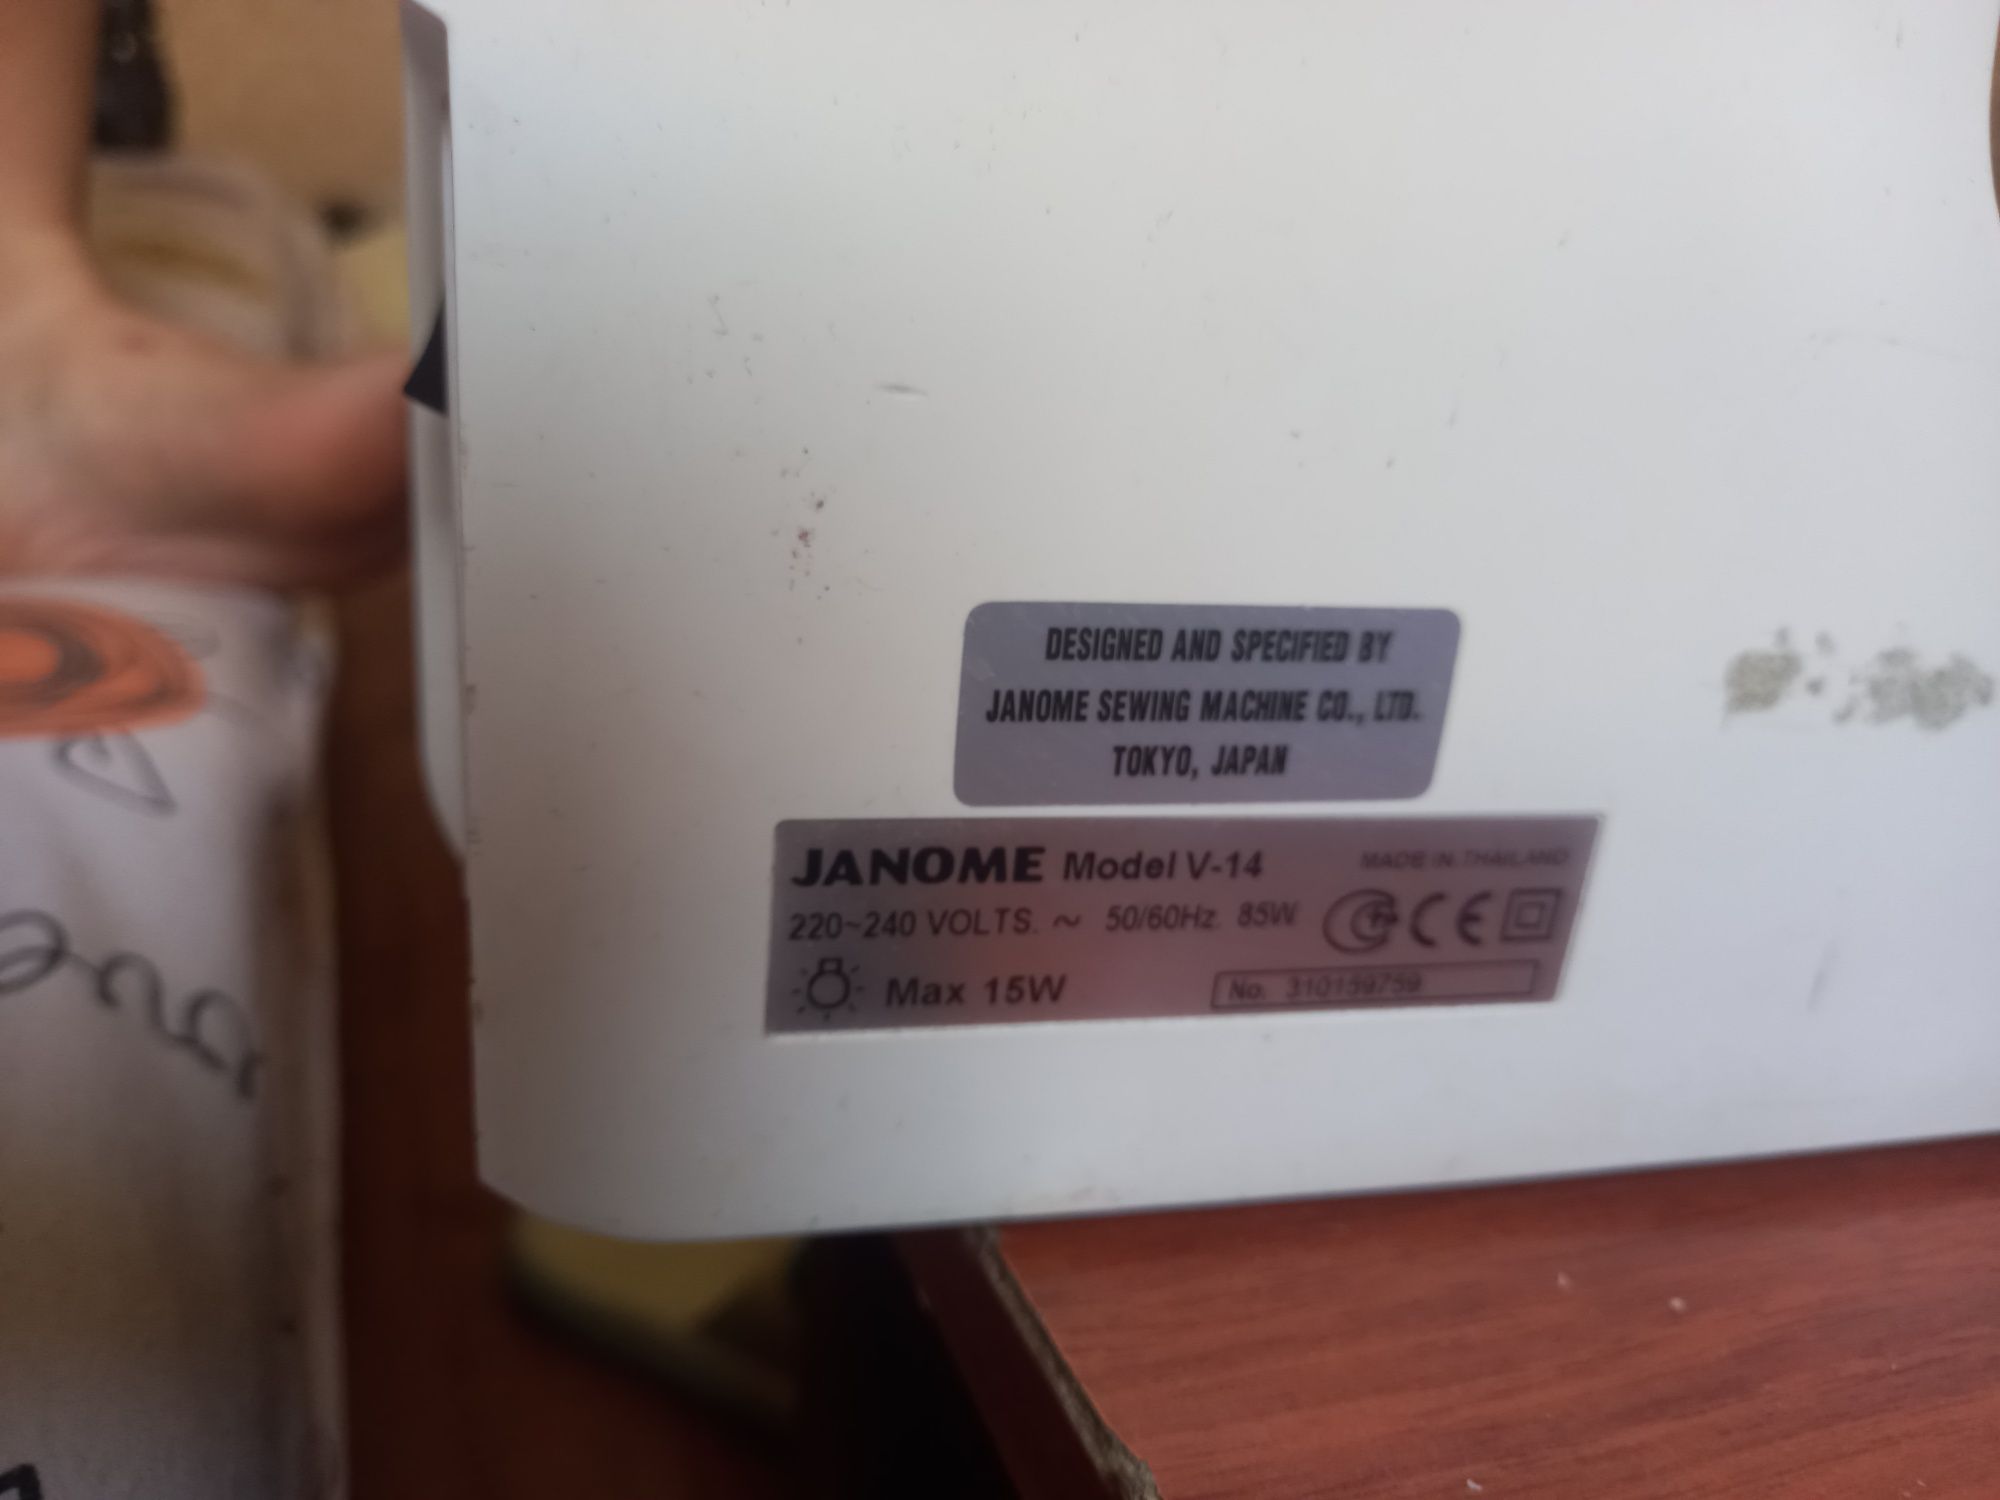 DESIGNED AND SPECIFIED BY
JANOME SEWING MACHINE CO., LTD.
TOKYO, JAPAN
JANOME Model V-14 MADE IN THAILAND
220~240 VOLTS. ~ 50/60Hz. 85W CE
Max 15W No. 310159759